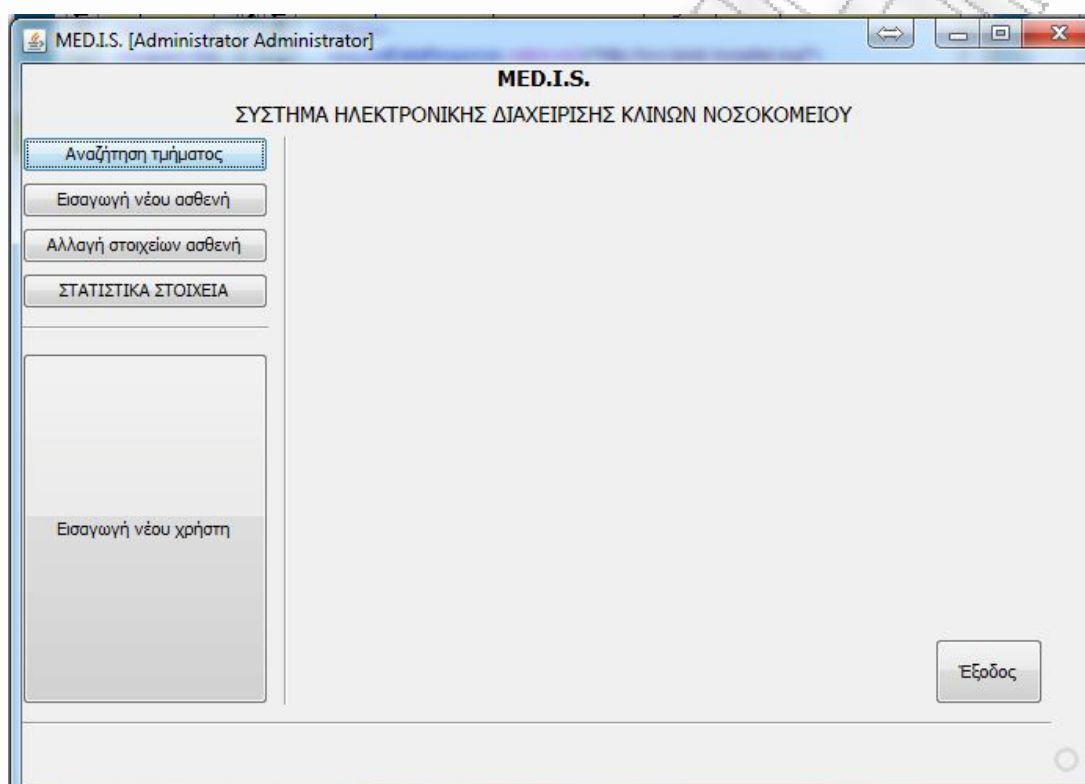 MED.I.S. [Administrator Administrator]
MED.I.S.
ΣΥΣΤΗΜΑ ΗΛΕΚΤΡΟΝΙΚΗΣ ΔΙΑΧΕΙΡΙΣΗΣ ΚΛΙΝΩΝ ΝΟΣΟΚΟΜΕΙΟΥ
Αναζήτηση τμήματος
Εισαγωγή νέου ασθενή
Αλλαγή στοιχείων ασθενή
ΣΤΑΤΙΣΤΙΚΑ ΣΤΟΙΧΕΙΑ
Εισαγωγή νέου χρήστη
Έξοδος